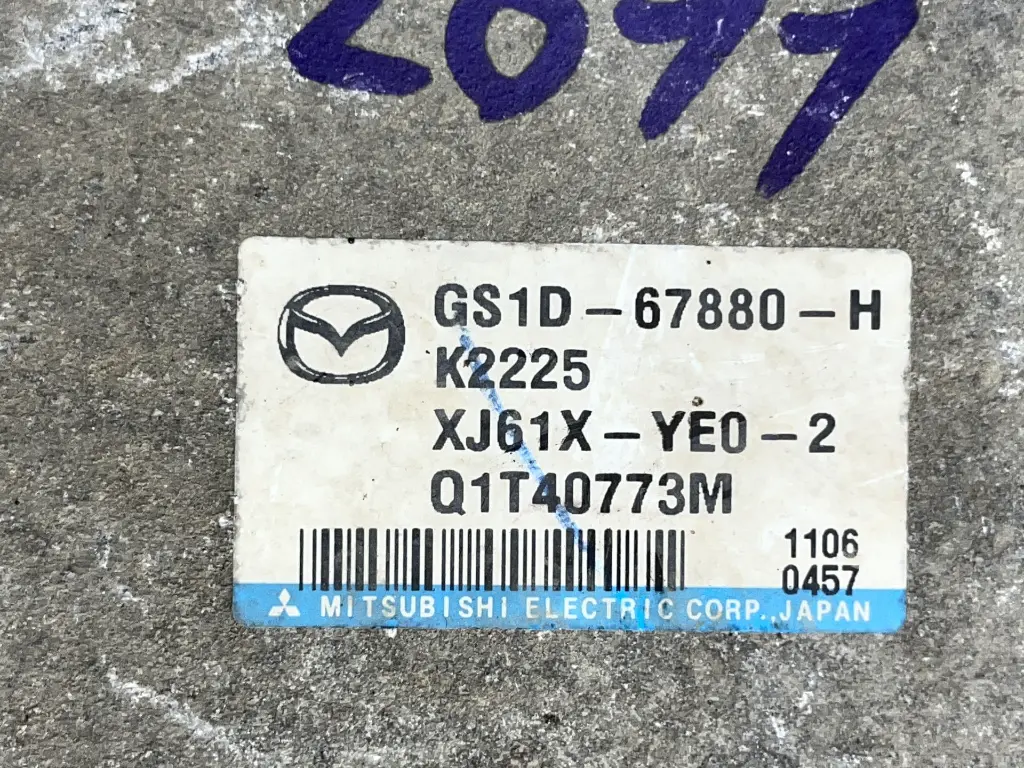 GS1D-67880-H
K2225
XJ61X-YE0-2
Q1T40773M
1106
0457
MITSUBISHI ELECTRIC CORP., JAPAN